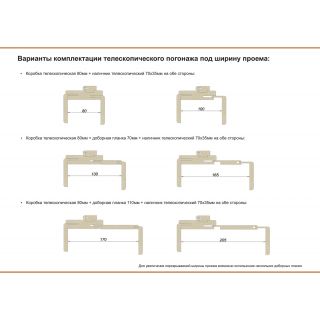 Варианты комплектации телескопического погонажа под ширину проема:
• Коробка телескопическая 80мм + наличник телескопический 70х35мм на обе стороны:
80
100
• Коробка телескопическая 80мм + доборная планка 70мм + наличник телескопический 70х35мм на обе стороны:
130
165
• Коробка телескопическая 80мм + доборная планка 110мм + наличник телескопический 70х35мм на обе стороны:
170
205
Для увеличения перекрываемой ширины проема возможно использование нескольких доборных планок